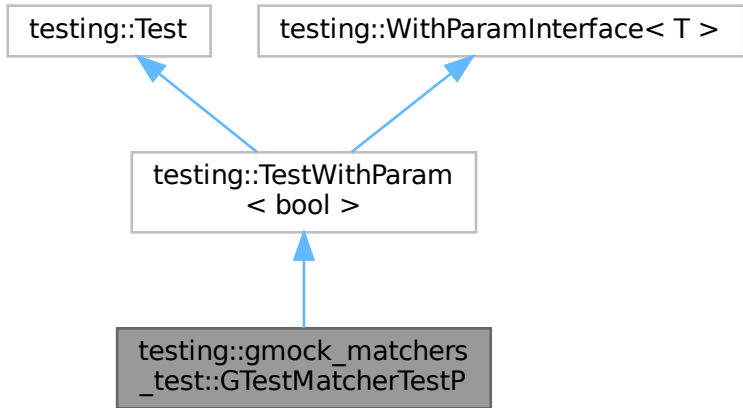 testing::Test
testing::WithParamInterface< T >
testing::TestWithParam
< bool >
testing::gmock_matchers
_test::GTestMatcherTestP